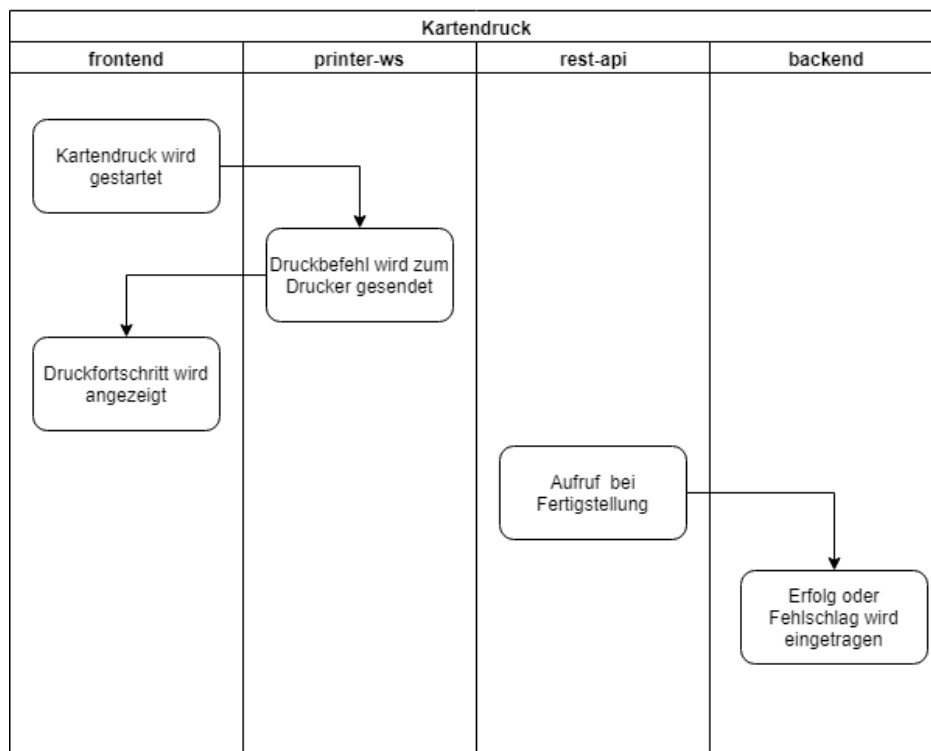 Kartendruck
frontend
printer-ws
rest-api
backend
Kartendruck wird
gestartet
Druckbefehl wird zum
Drucker gesendet
Druckfortschritt wird
angezeigt
Aufruf bei
Fertigstellung
Erfolg oder
Fehlschlag wird
eingetragen